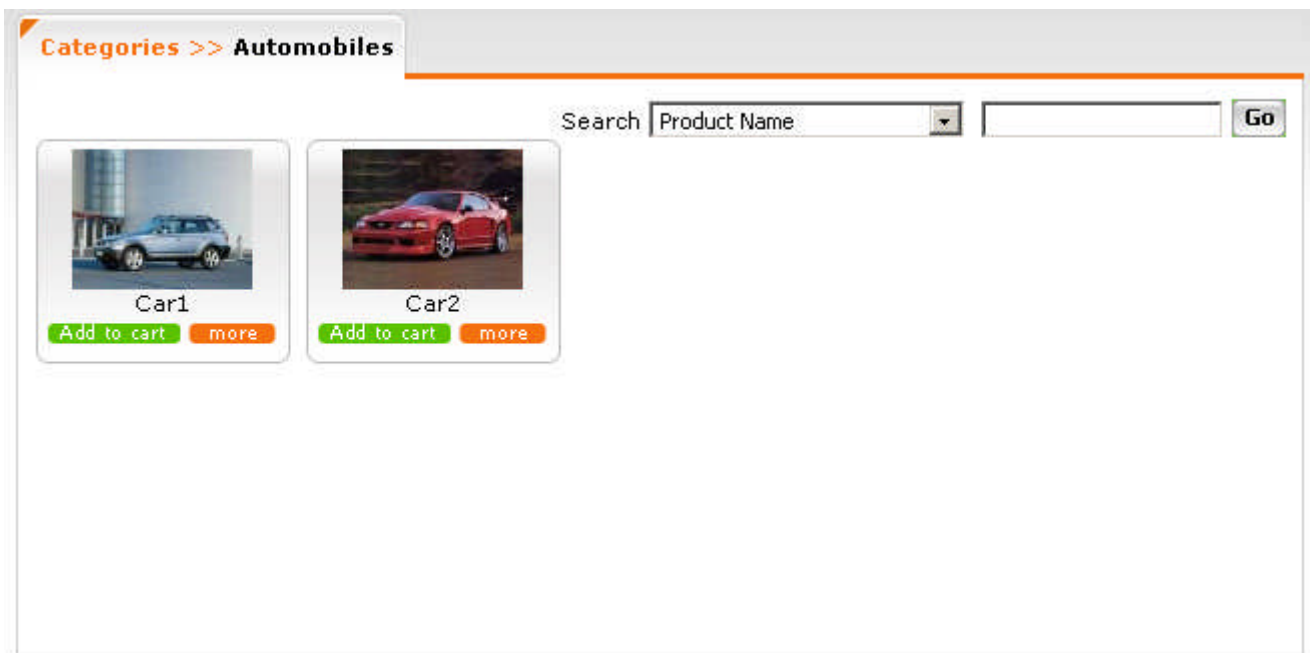 Categories >> Automobiles
Search Product Name Go
Car1 Car2
Add to cart more Add to cart more